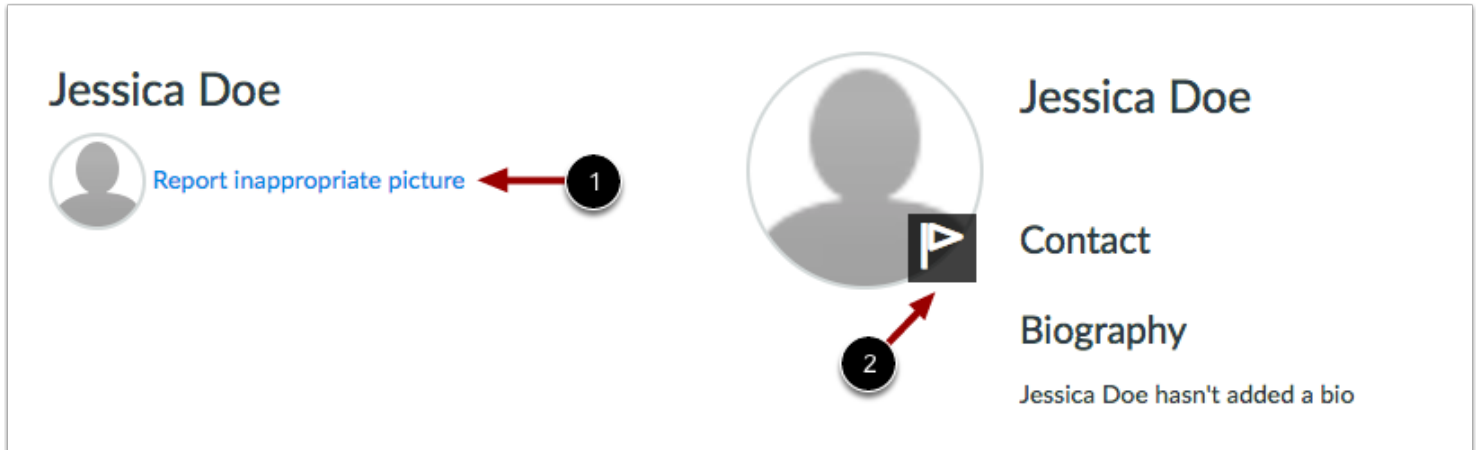 Jessica Doe
Report inappropriate picture
1
Jessica Doe
Contact
Biography
2
Jessica Doe hasn't added a bio